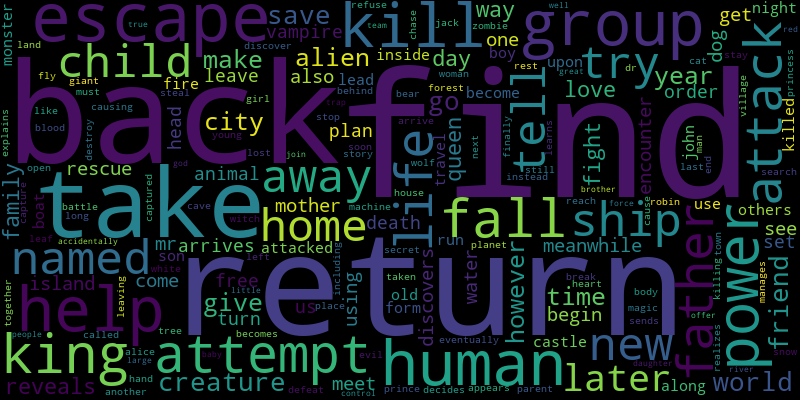 monster
escape
save
vampire
kill
group
way
refuse
chase
jack
zombie
get
night
true
team
well
land
discover
child
make
alien
inside
day
one
boy
try
upon
year
dog
cat
attack
red
stay
princess
fly
giant
must
steal
leave
also
lead
behind
woman
rest
great
dr
love
order
village
killed
back
find
fire
girl
bear
forest
like
causing
explains
blood
destroy
head
city
young
plan
stop
trap
soon
arrive
go
become
tell
encounter
John
man
last
end
rescue
lost
join
story
wolf
travel
queen
next
finally
learns
still
instead
fight
search
family
open
captured
animal
god
away
life
house
brother
take
boat
battle
long
cave
witch
mother
machine
home
death
fall
ship
reach
force
cause
robin
use
others
father
power
leaf
accidentally
mr
arrives
attacked
secret
run
planet
meanwhile
set
see
town
named
son
white
left
including
discovers
water
however
break
killing
friend
manages
island
come
free
return
us
taken
old
form
time
heart
body
magic
sends
new
offer
realizes
world
snow
together
leaving
help
give
turn
little
place
using
begin
castle
people
called
tree
becomes
eventually
daughter
river
king
alice
large
attempt
baby
evil
human
later
along
reveals
another
hand
creature
defeat
meet
control
prince
decides
appears
parent